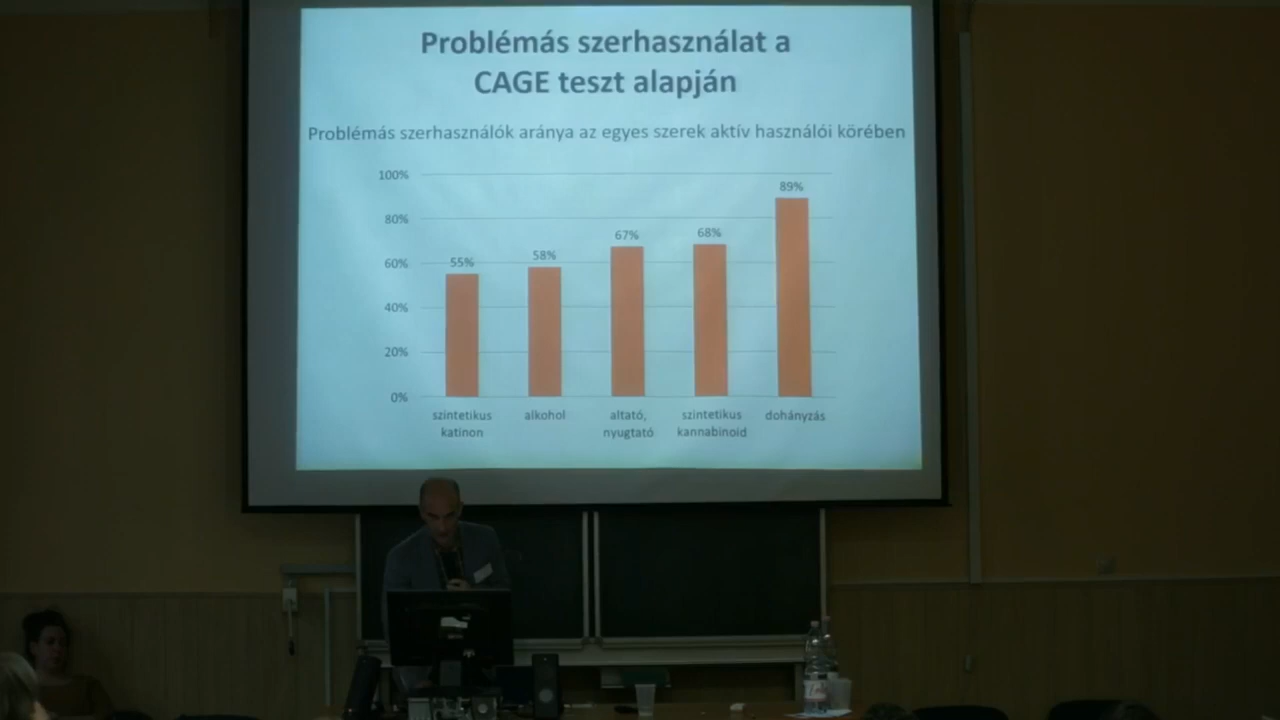 Problémás szerhasználat a
CAGE teszt alapján
Problémás szerhasználók aránya az egyes szerek aktív használói körében
100%
80%
60%
40%
20%
0%
55%
58%
67%
68%
89%
szintetikus
katinon
alkohol
altató,
nyugtató
szintetikus
kannabinoid
dohányzás